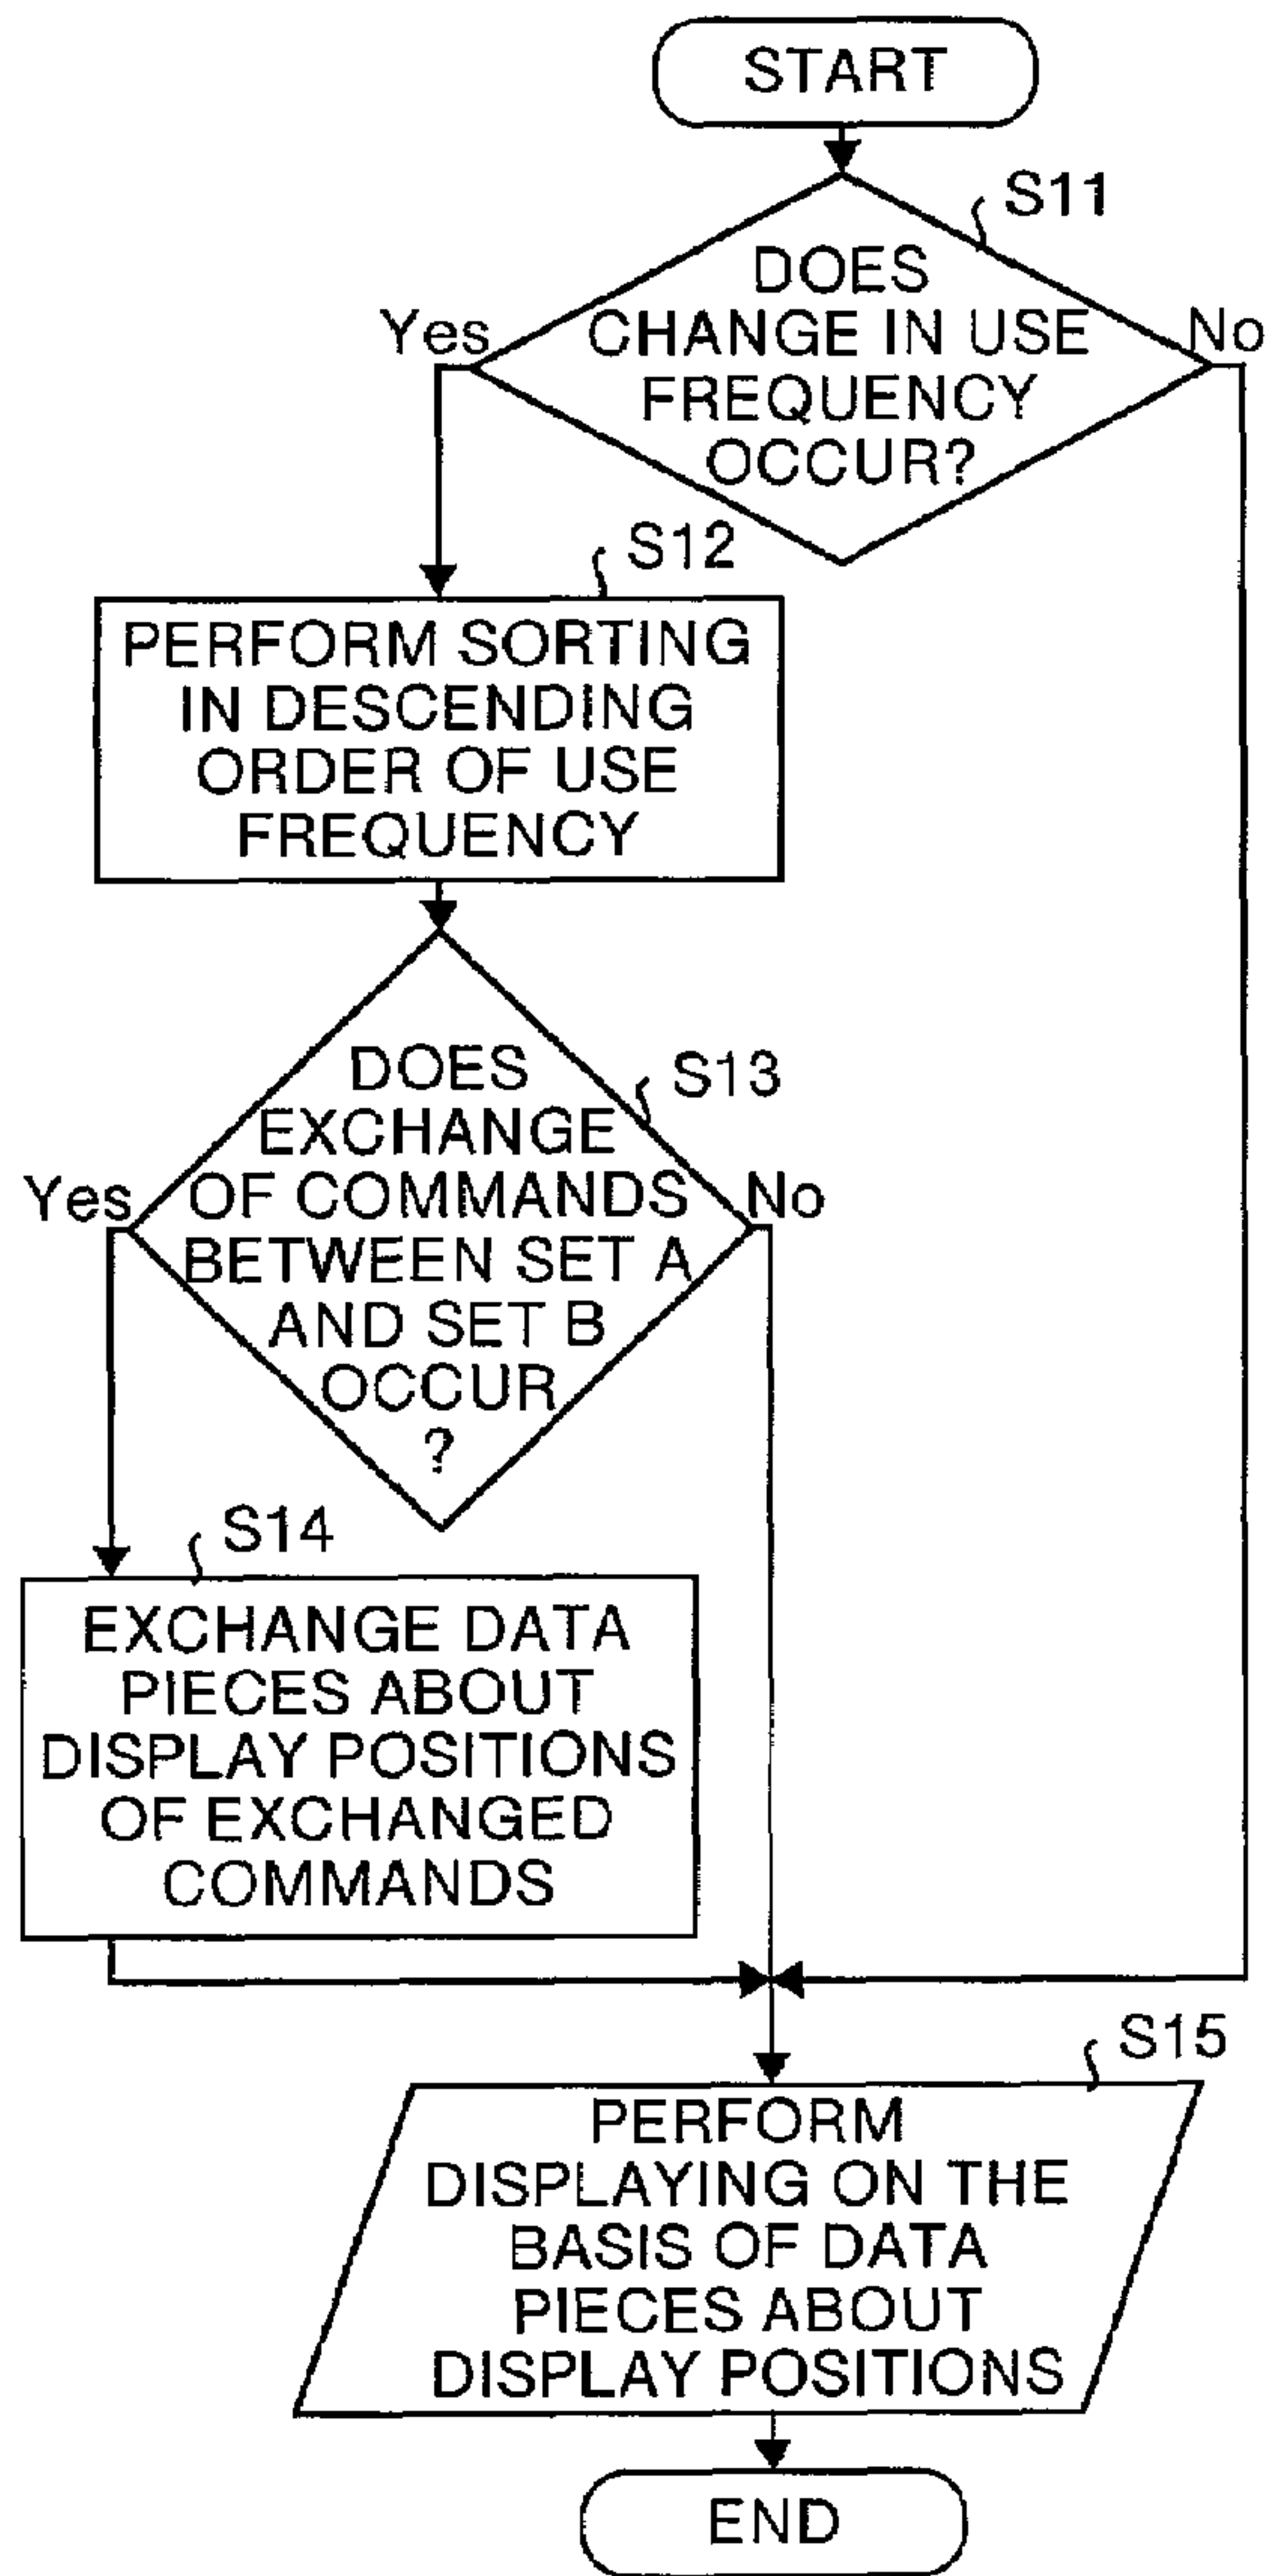 START
S11
DOES
CHANGE IN USE
FREQUENCY
OCCUR?
Yes
No
S12
PERFORM SORTING
IN DESCENDING
ORDER OF USE
FREQUENCY
S13
DOES
EXCHANGE
OF COMMANDS
BETWEEN SET A
AND SET B
OCCUR
?
Yes
No
S14
EXCHANGE DATA
PIECES ABOUT
DISPLAY POSITIONS
OF EXCHANGED
COMMANDS
S15
PERFORM
DISPLAYING ON THE
BASIS OF DATA
PIECES ABOUT
DISPLAY POSITIONS
END